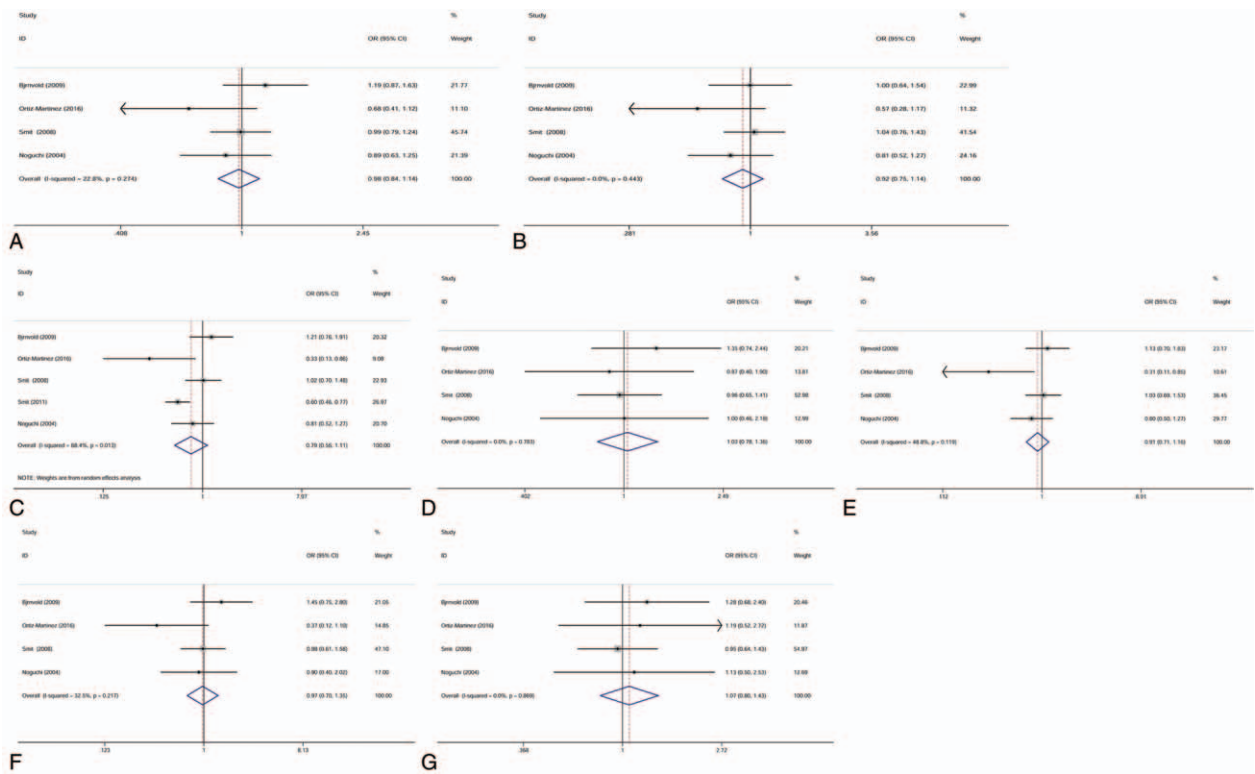 Study %
ID OR (95% CI) Weight
Bjrnvold (2009) 1.19 (0.87, 1.63) 21.77
Ortiz-Martinez (2016) 0.68 (0.41, 1.12) 11.10
Smit (2008) 0.99 (0.79, 1.24) 45.74
Noguchi (2004) 0.89 (0.63, 1.25) 21.39
Overall (I-squared = 22.8%, p = 0.274) 0.98 (0.84, 1.14) 100.00
.408 1 2.45
A
Study %
ID OR (95% CI) Weight
Bjrnvold (2009) 1.00 (0.64, 1.54) 22.99
Ortiz-Martinez (2016) 0.57 (0.28, 1.17) 11.32
Smit (2008) 1.04 (0.76, 1.43) 41.54
Noguchi (2004) 0.81 (0.52, 1.27) 24.16
Overall (I-squared = 0.0%, p = 0.443) 0.92 (0.75, 1.14) 100.00
.281 1 3.56
B
Study %
ID OR (95% CI) Weight
Bjrnvold (2009) 1.21 (0.76, 1.91) 20.32
Ortiz-Martinez (2016) 0.33 (0.13, 0.86) 9.08
Smit (2008) 1.02 (0.70, 1.48) 22.93
Smit (2011) 0.60 (0.46, 0.77) 26.97
Noguchi (2004) 0.81 (0.52, 1.27) 20.70
Overall (I-squared = 68.4%, p = 0.013) 0.79 (0.56, 1.11) 100.00
NOTE: Weights are from random effects analysis
.125 1 7.97
C
Study %
ID OR (95% CI) Weight
Bjrnvold (2009) 1.35 (0.74, 2.44) 20.21
Ortiz-Martinez (2016) 0.87 (0.40, 1.90) 13.81
Smit (2008) 0.96 (0.65, 1.41) 52.98
Noguchi (2004) 1.00 (0.46, 2.18) 12.99
Overall (I-squared = 0.0%, p = 0.783) 1.03 (0.78, 1.36) 100.00
.402 1 2.49
D
Study %
ID OR (95% CI) Weight
Bjrnvold (2009) 1.13 (0.70, 1.83) 23.17
Ortiz-Martinez (2016) 0.31 (0.11, 0.85) 10.61
Smit (2008) 1.03 (0.69, 1.53) 36.45
Noguchi (2004) 0.80 (0.50, 1.27) 29.77
Overall (I-squared = 48.8%, p = 0.119) 0.91 (0.71, 1.16) 100.00
.112 1 8.91
E
Study %
ID OR (95% CI) Weight
Bjrnvold (2009) 1.45 (0.75, 2.80) 21.05
Ortiz-Martinez (2016) 0.37 (0.12, 1.10) 14.85
Smit (2008) 0.98 (0.61, 1.58) 47.10
Noguchi (2004) 0.90 (0.40, 2.02) 17.00
Overall (I-squared = 32.5%, p = 0.217) 0.97 (0.70, 1.35) 100.00
.123 1 8.13
F
Study %
ID OR (95% CI) Weight
Bjrnvold (2009) 1.28 (0.68, 2.40) 20.46
Ortiz-Martinez (2016) 1.19 (0.52, 2.72) 11.97
Smit (2008) 0.95 (0.64, 1.43) 54.97
Noguchi (2004) 1.13 (0.50, 2.53)
Overall (I-squared = 0.0%, p = 1.07 (0.80, 1.43) 100.00
.368 1 2.72
G